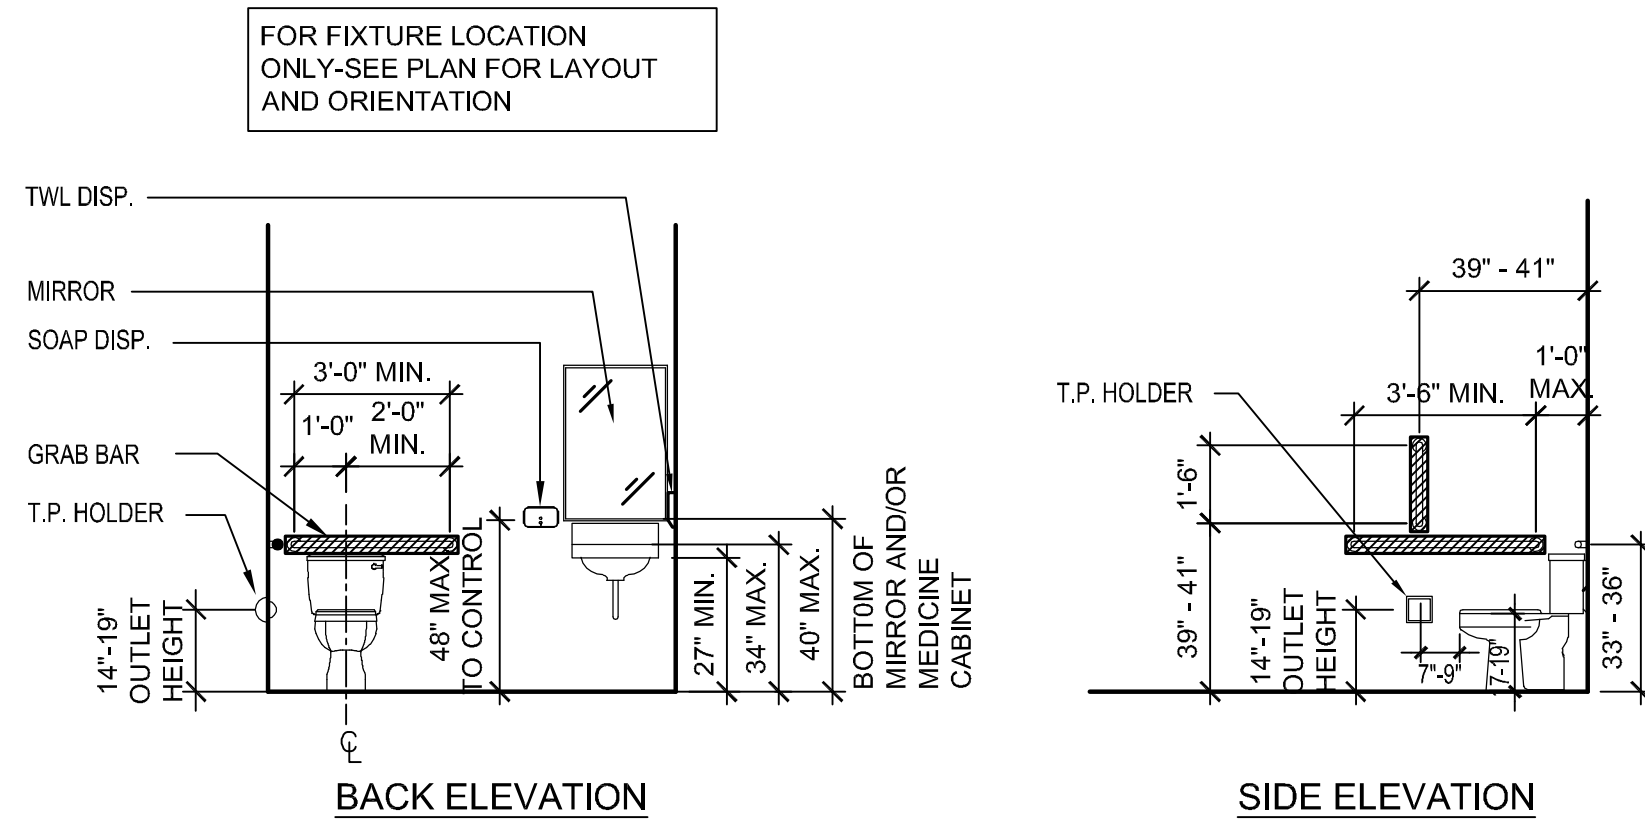 FOR FIXTURE LOCATION
ONLY-SEE PLAN FOR LAYOUT
AND ORIENTATION
TWL DISP.
MIRROR
SOAP DISP.
GRAB BAR
T.P. HOLDER
3'-0" MIN.
1'-0"
2'-0"
MIN.
14"-19"
OUTLET
HEIGHT
48" MAX
TO CONTROL
27" MIN.
34" MAX.
40" MAX.
BOTTOM OF
MIRROR AND/OR
MEDICINE
CABINET
CL
BACK ELEVATION
39" - 41"
1'-0"
MAX.
3'-6" MIN.
T.P. HOLDER
1'-6"
39" - 41"
14"-19"
OUTLET
HEIGHT
7"-9"
7-19"
33" - 36"
SIDE ELEVATION